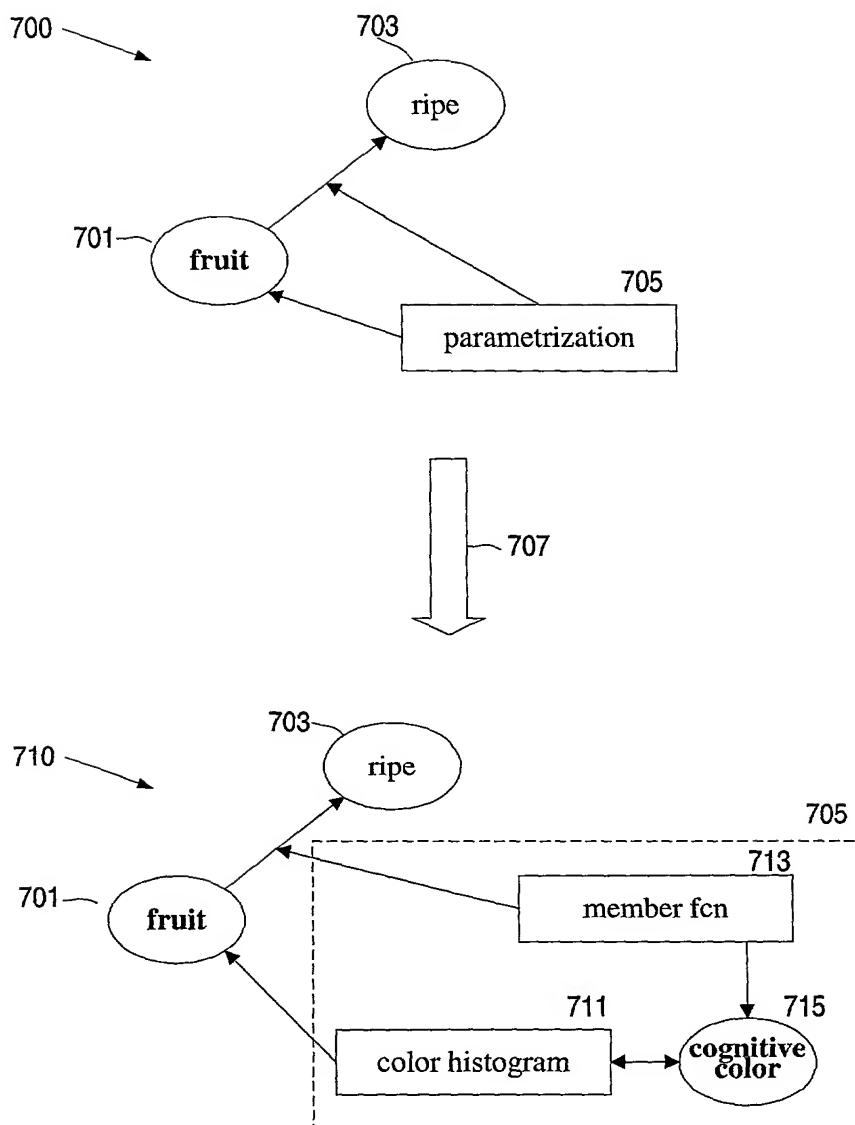 703
700
ripe
701
fruit
705
parametrization
707
703
710
ripe
705
713
701
fruit
member fcn
711
715
color histogram
cognitive
color